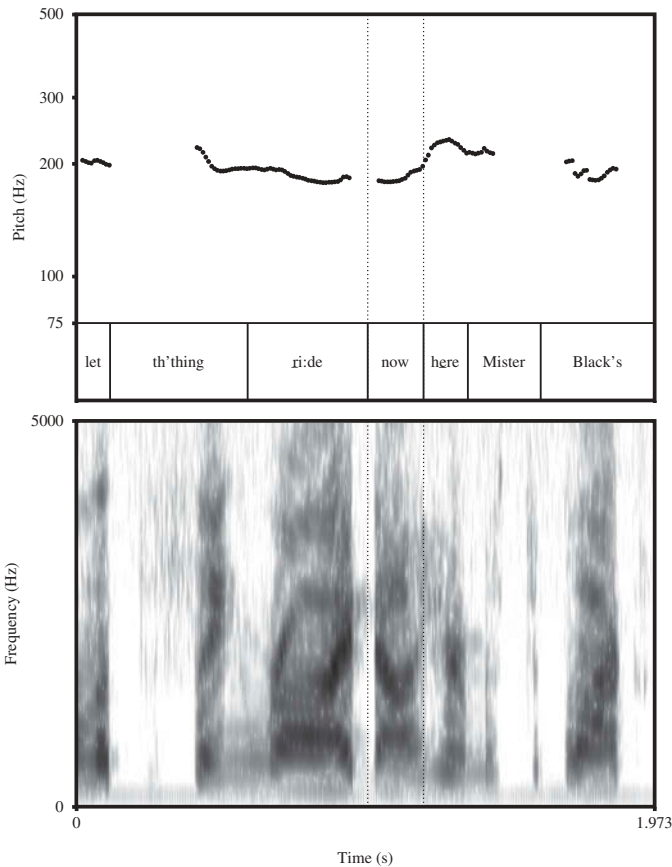 500
300
200
100
75
Pitch (Hz)
let th'thing ri:de now here Mister Black's
5000
0
Frequency (Hz)
0 1.973
Time (s)